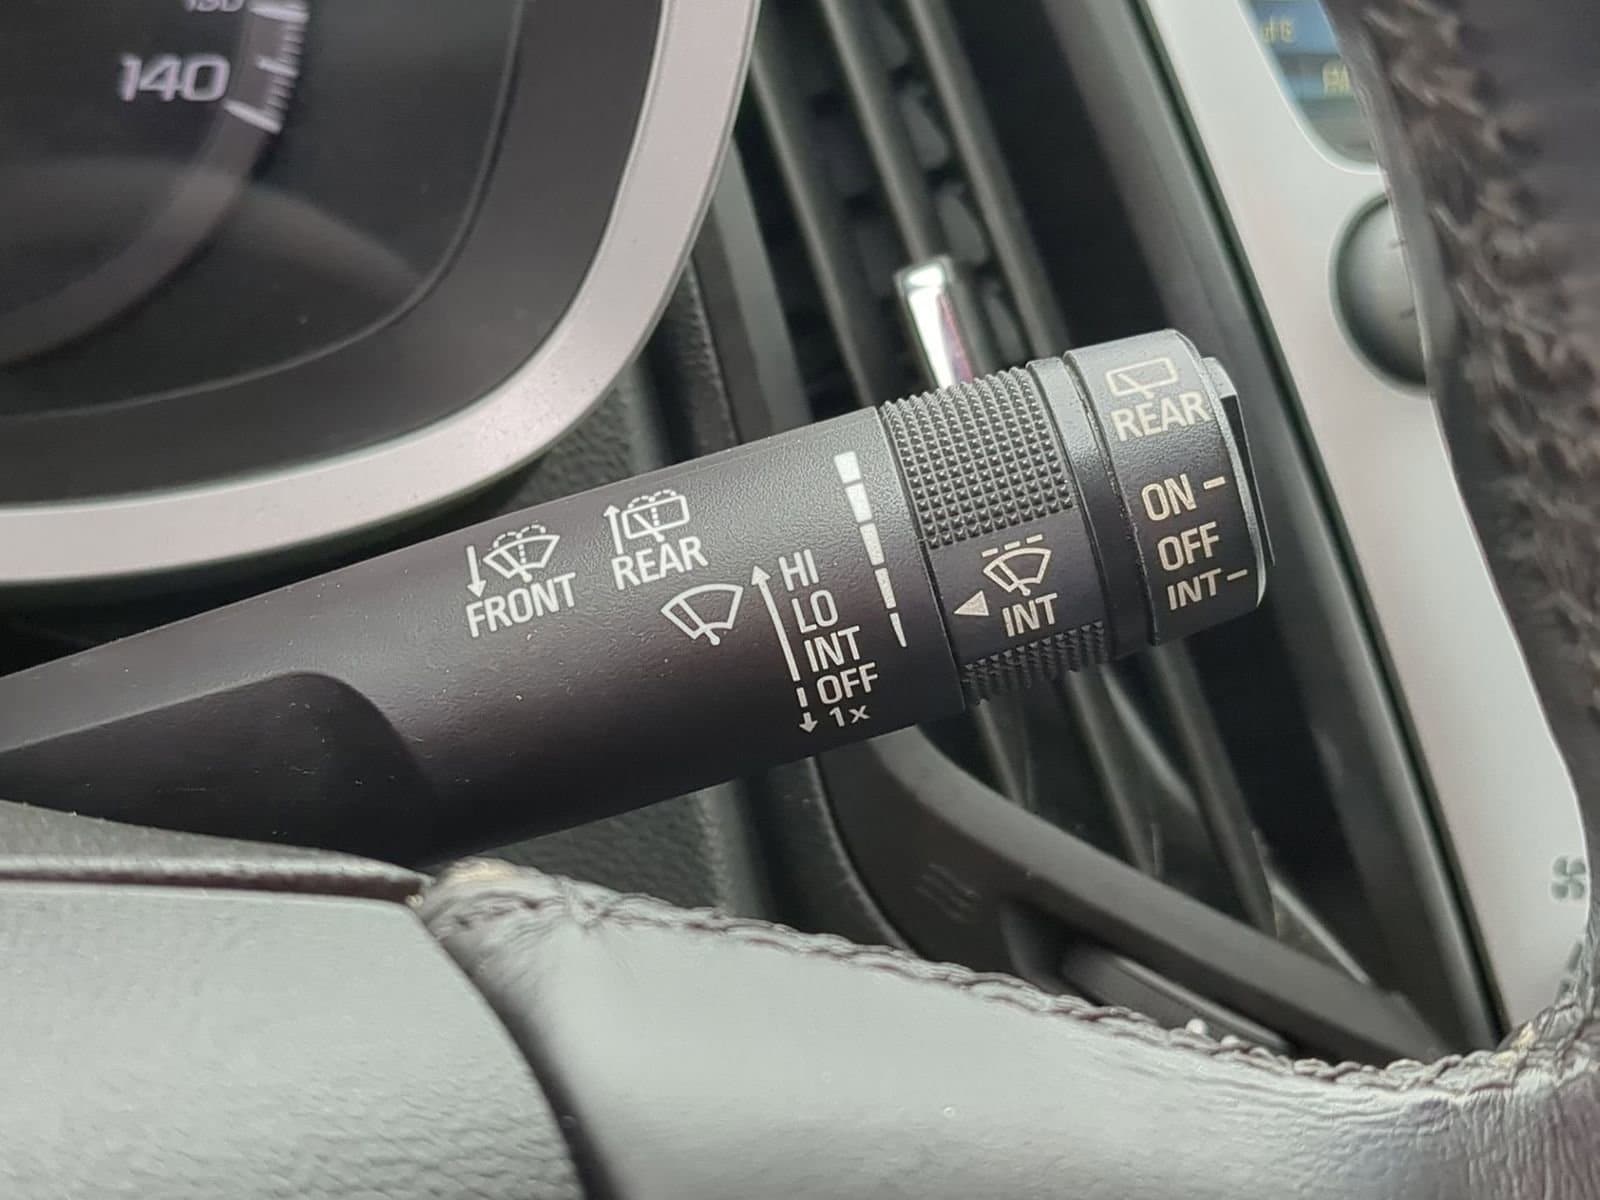 140
FRONT
REAR
HI
LO
INT
OFF
1x
INT
REAR
ON
OFF
INT